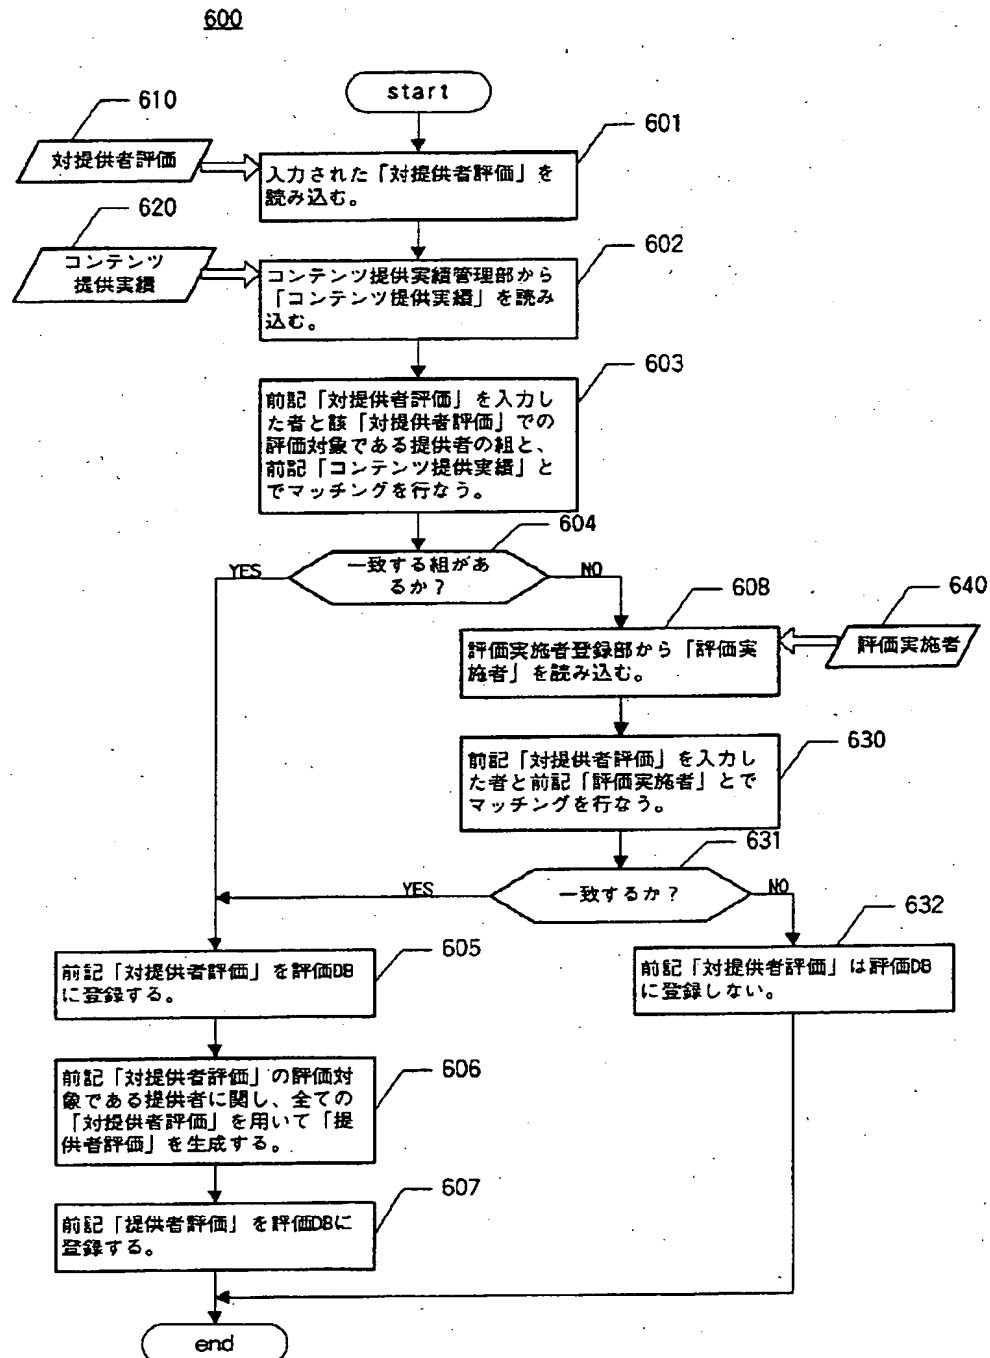 600
start
610
対提供者評価
601
入力された「対提供者評価」を
読み込む。
620
コンテンツ
提供実績
602
コンテンツ提供実績管理部から
「コンテンツ提供実績」を読み
込む。
603
前記「対提供者評価」を入力し
た者と該「対提供者評価」での
評価対象である提供者の組と、
前記「コンテンツ提供実績」と
でマッチングを行なう。
604
一致する組があ
るか？
YES
NO
608
640
評価実施者登録部から「評価実
施者」を読み込む。
評価実施者
630
前記「対提供者評価」を入力し
た者と前記「評価実施者」とで
マッチングを行なう。
631
一致するか？
YES
NO
632
605
前記「対提供者評価」を評価DB
に登録する。
前記「対提供者評価」は評価DB
に登録しない。
606
前記「対提供者評価」の評価対
象である提供者に関し、全ての
「対提供者評価」を用いて「提
供者評価」を生成する。
607
前記「提供者評価」を評価DBに
登録する。
end